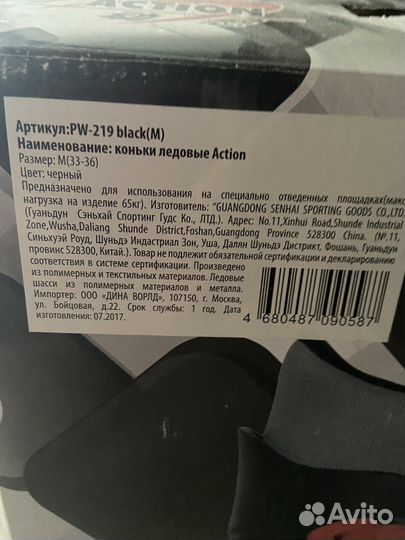 ACTION
Артикул:PW-219 black(M)
Наименование: коньки ледовые Action
Размер: M(33-36)
Цвет: черный
Предназначено для использования на специально отведенных площадках(макс
нагрузка на изделие 65кг). Изготовитель: "GUANGDONG SENHAI SPORTING GOODS CO.,LTD
(Гуаньдун Сэньхай Спортинг Гудс Ко., ЛТД.). Адрес: No.11,Xinhui Road,Shunde Industrial
Zone,Wusha,Daliang Shunde District,Foshan,Guangdong Province 528300 China. (№.11,
Синьхуэй Роуд, Шуньдэ Индастриал Зон, Уша, Далян Шуньдэ Дистрикт, Фошань, Гуаньдун
провинс 528300, Китай.). Товар не подлежит обязательной сертификации и декларированию
соответствия в системе сертификации. Произведено
из полимерных и текстильных материалов. Ледовые
шасси из полимерных материалов и металла.
Импортер: ООО «ДИНА ВОРЛД», 107150, г. Москва,
ул. Бойцовая, д.22. Срок службы: 1 год. Дата
изготовления: 07.2017.
4 680487 090587
Avito